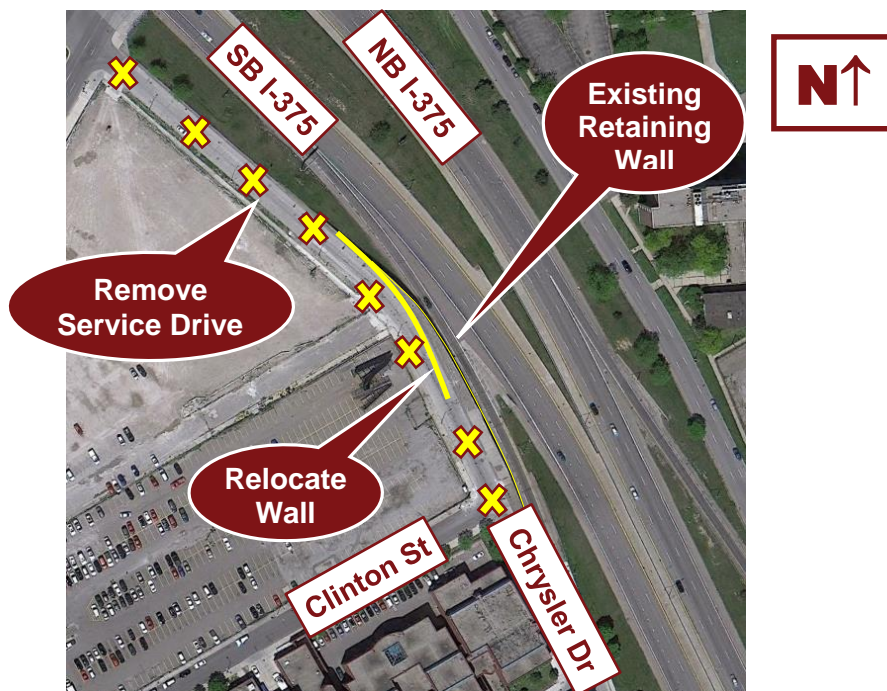 SB I-375
NB I-375
Existing
Retaining
Wall
N↑
Remove
Service Drive
Relocate
Wall
Clinton St
Chrysler Dr